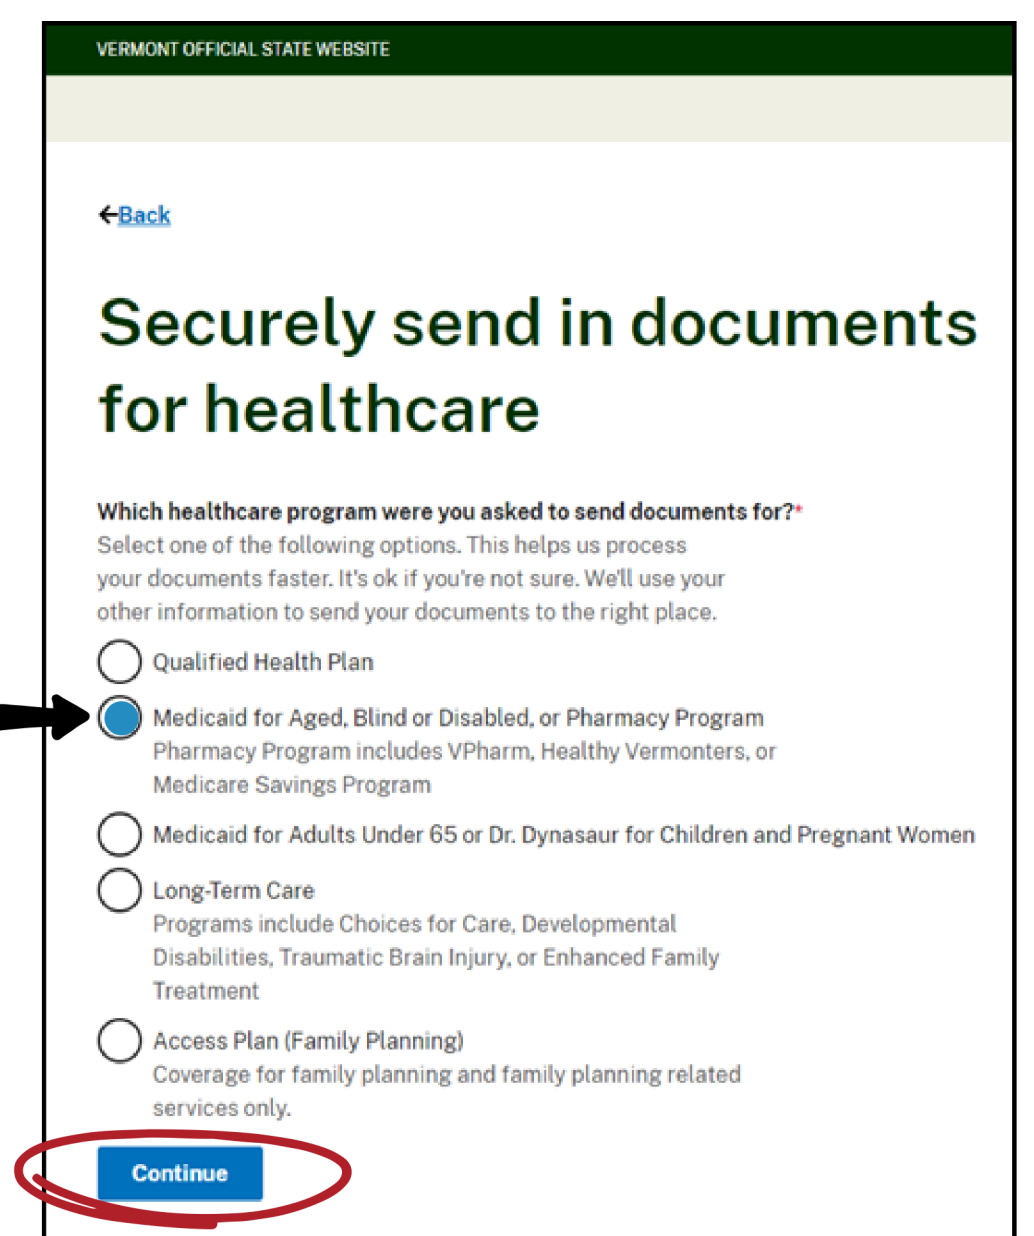 VERMONT OFFICIAL STATE WEBSITE
Back
Securely send in documents
for healthcare
Which healthcare program were you asked to send documents for?*
Select one of the following options. This helps us process
your documents faster. It's ok if you're not sure. We'll use your
other information to send your documents to the right place.
Qualified Health Plan
Medicaid for Aged, Blind or Disabled, or Pharmacy Program
Pharmacy Program includes VPharm, Healthy Vermonters, or
Medicare Savings Program
Medicaid for Adults Under 65 or Dr. Dynasaur for Children and Pregnant Women
Long-Term Care
Programs include Choices for Care, Developmental
Disabilities, Traumatic Brain Injury, or Enhanced Family
Treatment
Access Plan (Family Planning)
Coverage for family planning and family planning related
services only.
Continue